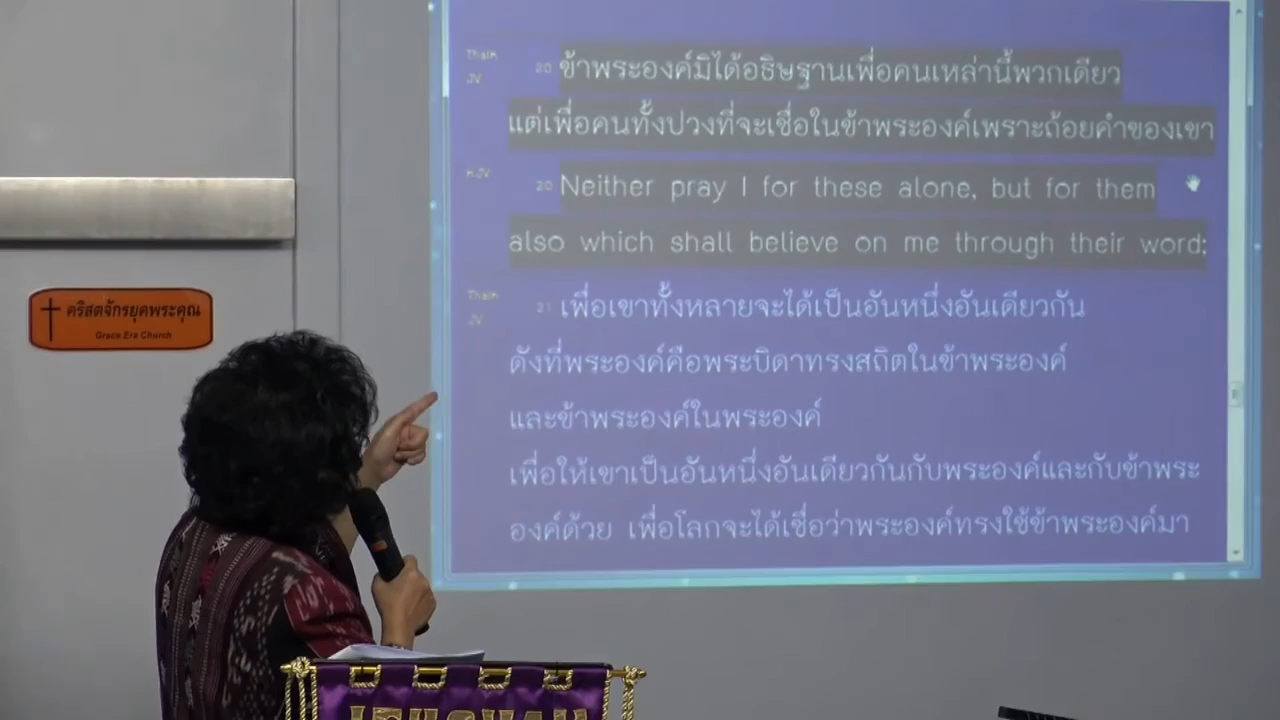 ThaiK
JV
20 ข้าพระองค์มิได้อธิษฐานเพื่อคนเหล่านี้พวกเดียว
แต่เพื่อคนทั้งปวงที่จะเชื่อในข้าพระองค์เพราะถ้อยคำของเขา
KJV
20 Neither pray I for these alone, but for them
also which shall believe on me through their word;
ThaiK
JV
21 เพื่อเขาทั้งหลายจะได้เป็นอันหนึ่งอันเดียวกัน
ดังที่พระองค์คือพระบิดาทรงสถิตในข้าพระองค์
และข้าพระองค์ในพระองค์
เพื่อให้เขาเป็นอันหนึ่งอันเดียวกันกับพระองค์และกับข้าพระ
องค์ด้วย เพื่อโลกจะได้เชื่อว่าพระองค์ทรงใช้ข้าพระองค์มา
คริสตจักรยุคพระคุณ
Grace Era Church
JEHOVAH